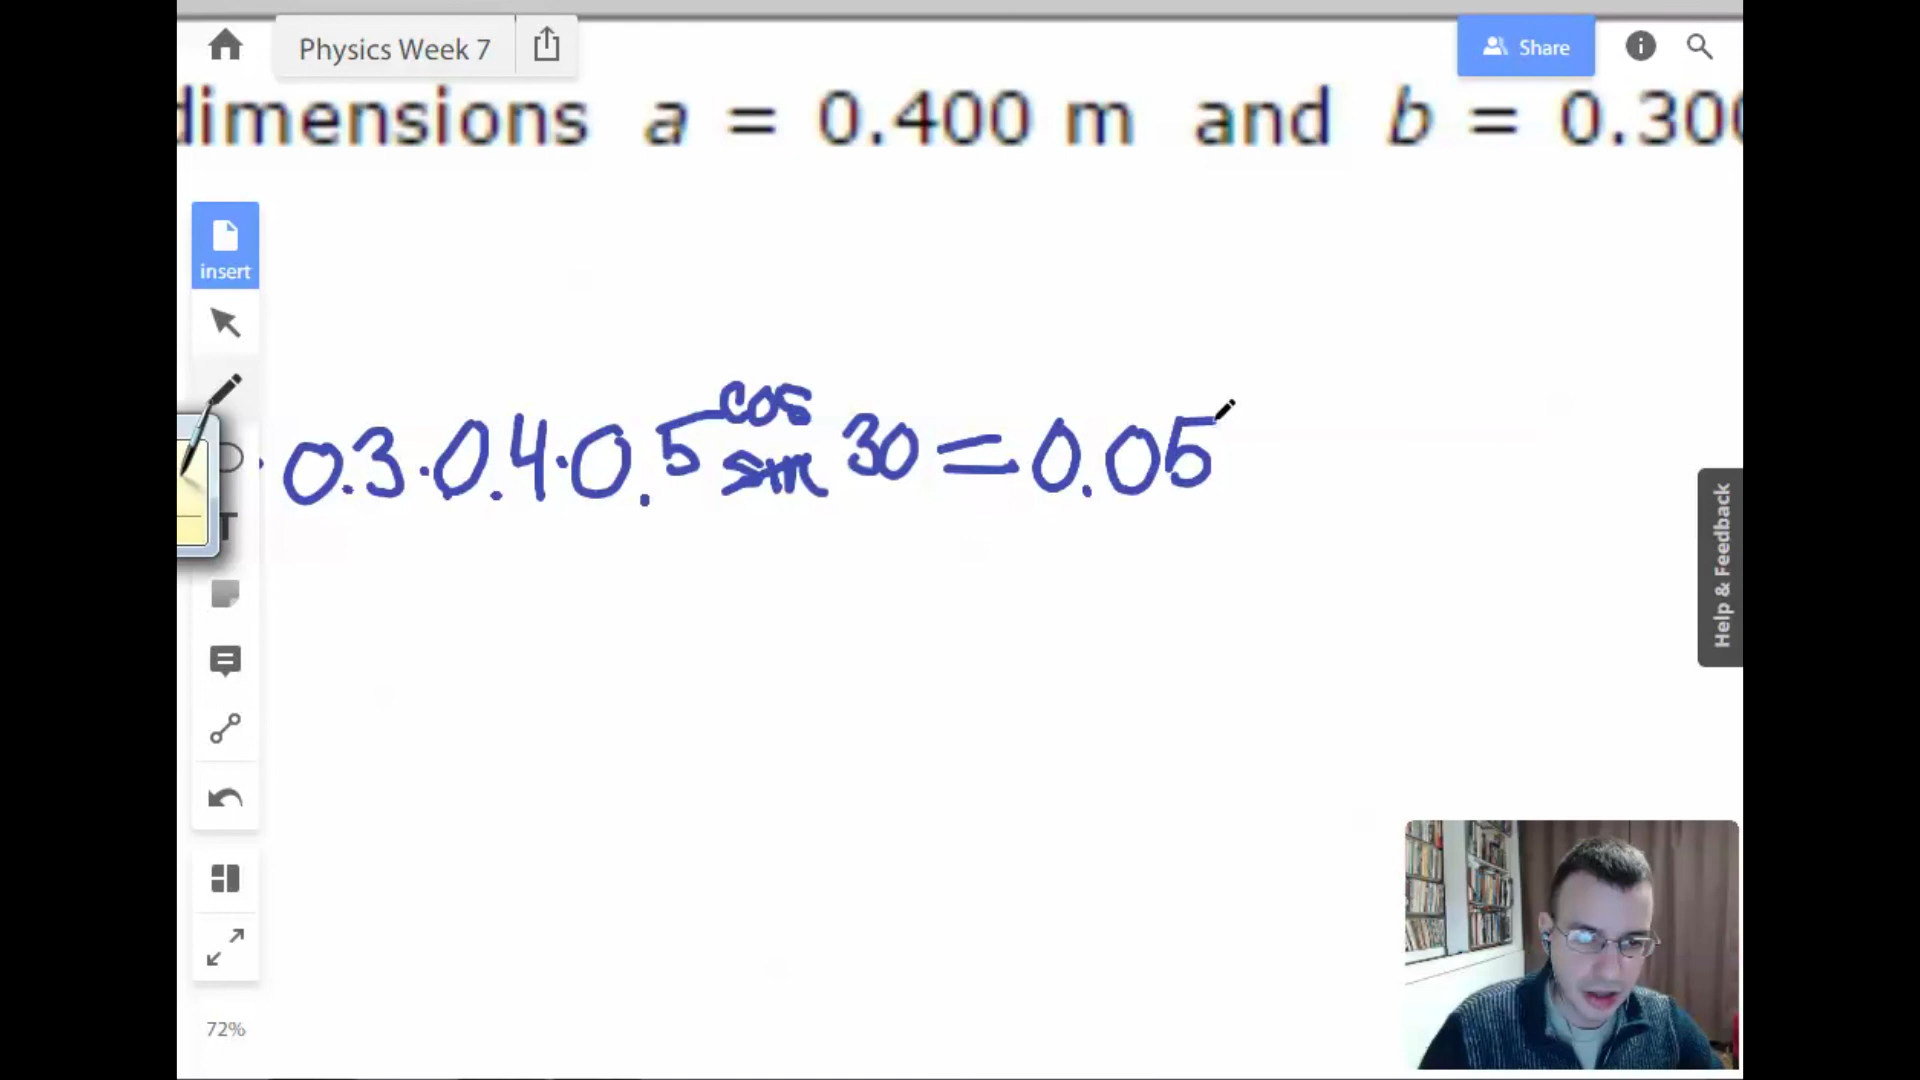 Physics Week 7
Share
dimensions a = 0.400 m and b = 0.300
insert
cos
· 0.3 · 0.4 · 0.5 sin 30 = 0.05
T
Help & Feedback
72%